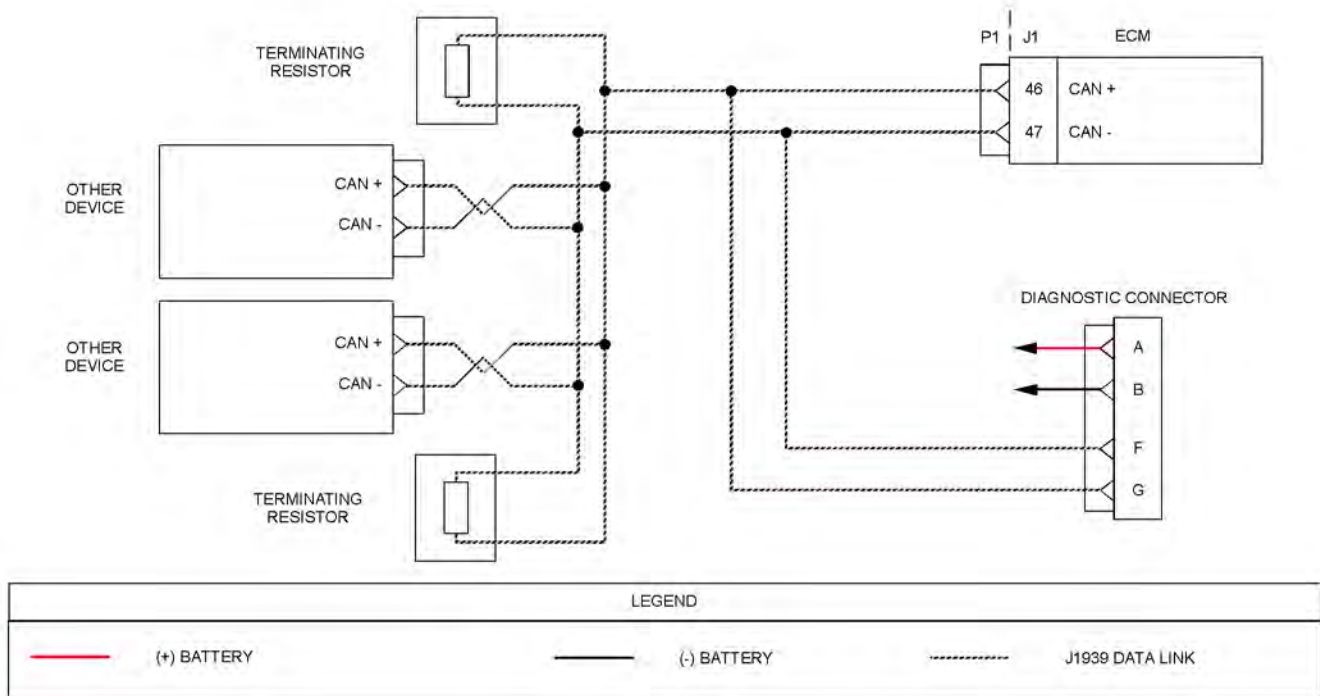 TERMINATING
RESISTOR
P1 J1 ECM
46 CAN +
47 CAN -
OTHER
DEVICE
CAN +
CAN -
OTHER
DEVICE
CAN +
CAN -
DIAGNOSTIC CONNECTOR
A
B
F
G
TERMINATING
RESISTOR
LEGEND
(+) BATTERY (-) BATTERY J1939 DATA LINK